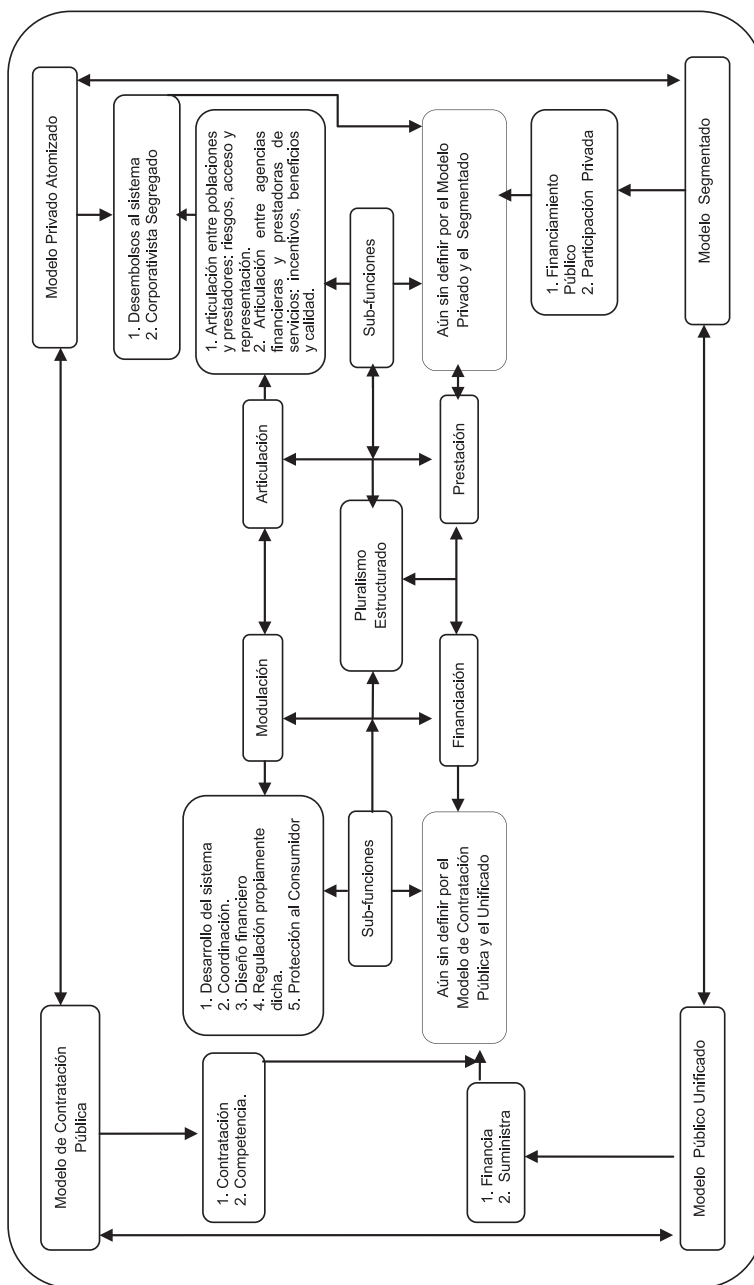 Modelo de Contratación
Pública
Modelo Privado Atomizado
1. Desembolsos al sistema
2. Corporativista Segregado
1. Contratación
2. Competencia.
1. Desarrollo del sistema
2. Coordinación.
3. Diseño financiero
4. Regulación propiamente
dicha.
5. Protección al Consumidor
Modulación
Articulación
1. Articulación entre poblaciones
y prestadores: riesgos, acceso y
representación.
2. Articulación entre agencias
financieras y prestadoras de
servicios: incentivos, beneficios
y calidad.
Sub-funciones
Pluralismo
Estructurado
Sub-funciones
Aún sin definir por el
Modelo de Contratación
Pública y el Unificado
Financiación
Prestación
Aún sin definir por el Modelo
Privado y el Segmentado
1. Financia
2. Suministra
1. Financiamiento
Público
2. Participación Privada
Modelo Público Unificado
Modelo Segmentado